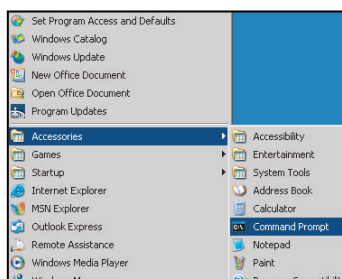 Set Program Access and Defaults
Windows Catalog
Windows Update
New Office Document
Open Office Document
Program Updates
Accessories
Games
Startup
Internet Explorer
MSN Explorer
Outlook Express
Remote Assistance
Windows Media Player
Accessibility
Entertainment
System Tools
Address Book
Calculator
Command Prompt
Notepad
Paint